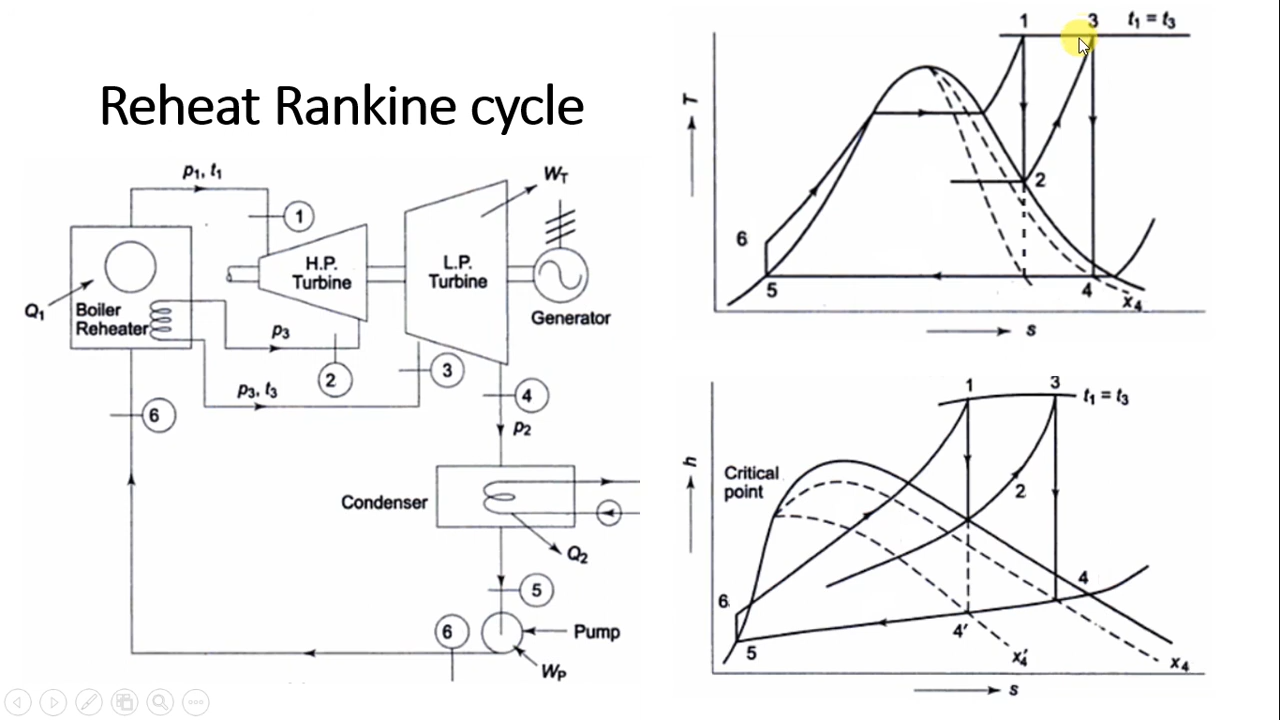 Reheat Rankine cycle
p₁, t₁
1
W_T
H.P.
Turbine
L.P.
Turbine
Q₁
Boiler
Reheater
p₃
Generator
2
3
p₃, t₃
4
6
p₂
Condenser
Q₂
5
6
Pump
W_P
1
3
t₁ = t₃
T
2
6
5
4
x₄
s
1
3
t₁ = t₃
h
Critical
point
2
4
6
4′
5
x₄′
x₄
s